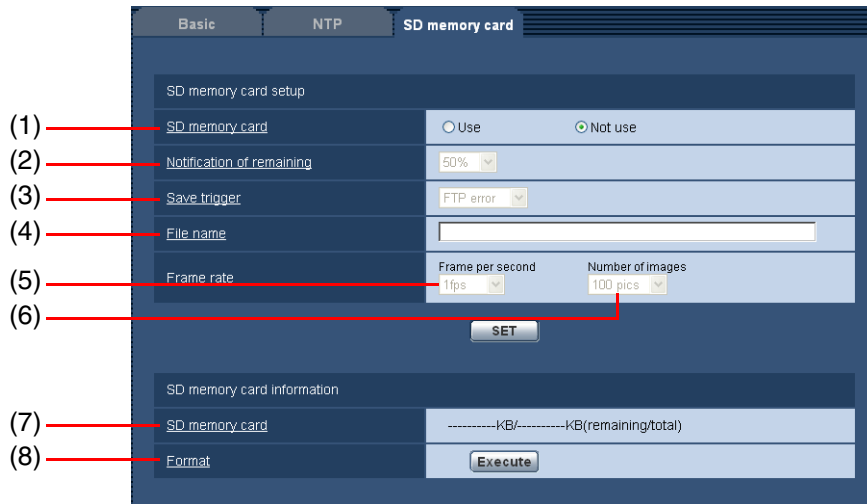 Basic NTP SD memory card
SD memory card setup
(1) SD memory card Use Not use
(2) Notification of remaining 50%
(3) Save trigger FTP error
(4) File name
Frame per second Number of images
(5) Frame rate 1fps 100 pics
(6)
SET
SD memory card information
(7) SD memory card ----------KB/----------KB(remaining/total)
(8) Format Execute